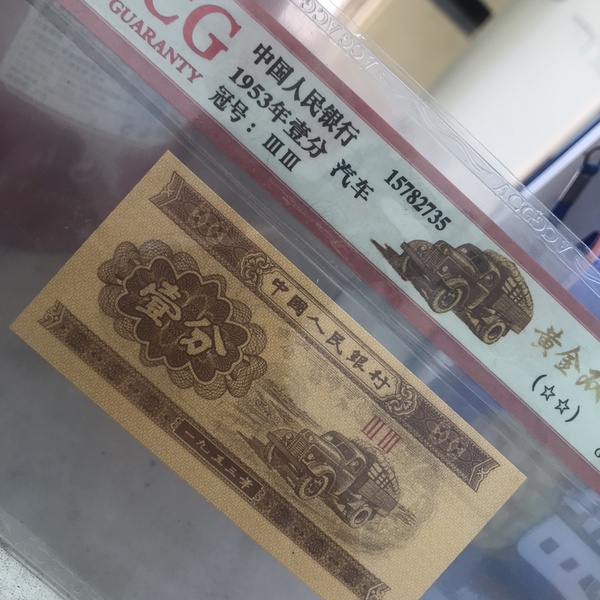 CG
GUARANTY
中国人民银行
1953年壹分 汽车
冠号：ⅢⅢ
15782735
黄金
(☆☆)
ACGGACG
中國人民銀行
壹分
ⅢⅢ
一九五三年